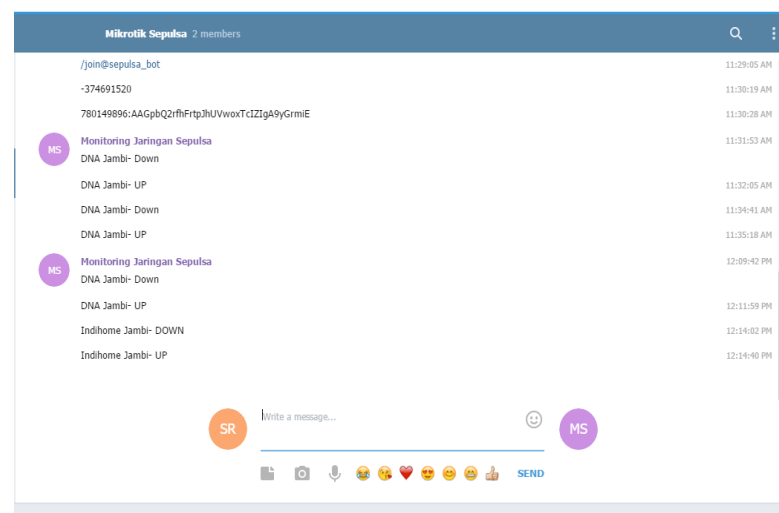 Mikrotik Sepulsa 2 members
/join@sepulsa_bot 11:29:05 AM
-374691520 11:30:19 AM
780149896:AAGpbQ2rfhFrtpJhUVwoxTcIZIgA9yGrmiE 11:30:28 AM
MS Monitoring Jaringan Sepulsa 11:31:53 AM
DNA Jambi- Down
DNA Jambi- UP 11:32:05 AM
DNA Jambi- Down 11:34:41 AM
DNA Jambi- UP 11:35:18 AM
MS Monitoring Jaringan Sepulsa 12:09:42 PM
DNA Jambi- Down
DNA Jambi- UP 12:11:59 PM
Indihome Jambi- DOWN 12:14:02 PM
Indihome Jambi- UP 12:14:40 PM
SR Write a message... MS
SEND